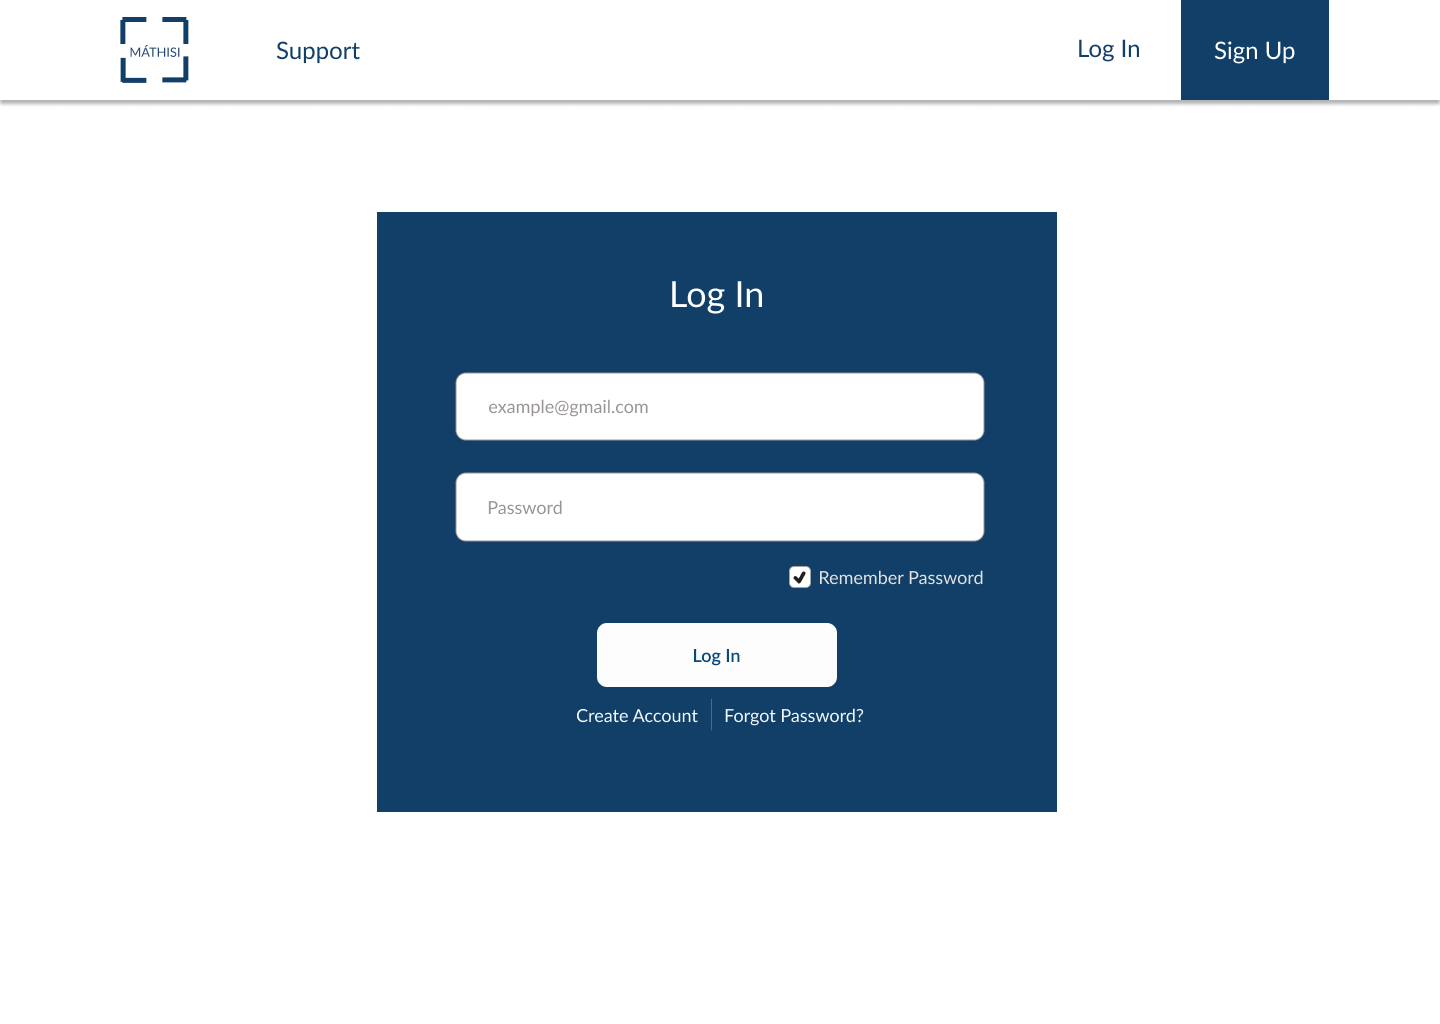 MÁTHISI
Support
Log In
Sign Up
Log In
example@gmail.com
Password
Remember Password
Log In
Create Account
Forgot Password?